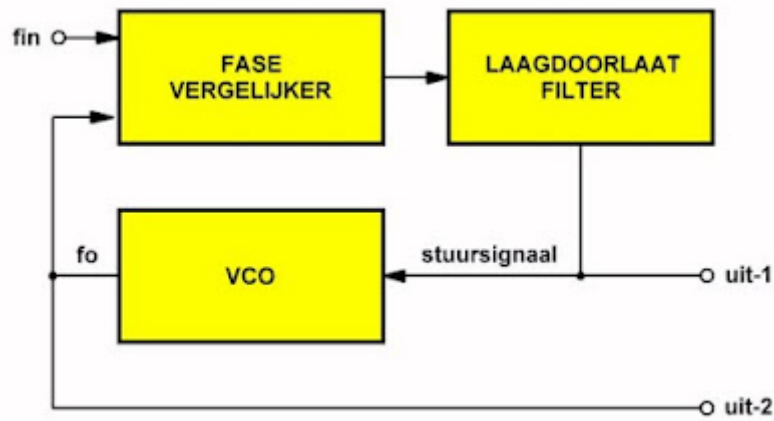 fin
FASE
VERGELIJKER
LAAGDOORLAAT
FILTER
fo
VCO
stuursignaal
uit-1
uit-2